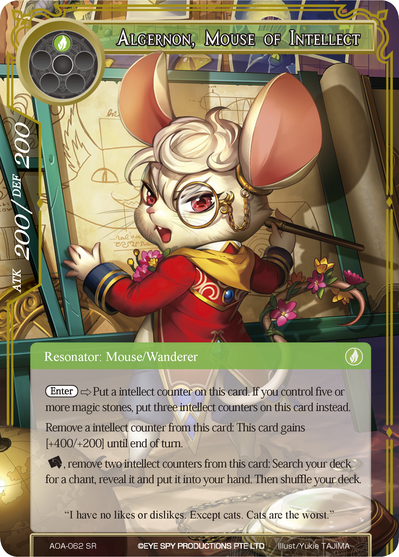 Algernon, Mouse of Intellect
ATK 200/DEF 200
Resonator: Mouse/Wanderer
Enter ⇨ Put a intellect counter on this card. If you control five or
more magic stones, put three intellect counters on this card instead.
Remove a intellect counter from this card: This card gains
[+400/+200] until end of turn.
, remove two intellect counters from this card: Search your deck
for a chant, reveal it and put it into your hand. Then shuffle your deck.
“I have no likes or dislikes. Except cats. Cats are the worst.”
AOA-062 SR ©EYE SPY PRODUCTIONS PTE LTD Illust/Yukie TAJIMA